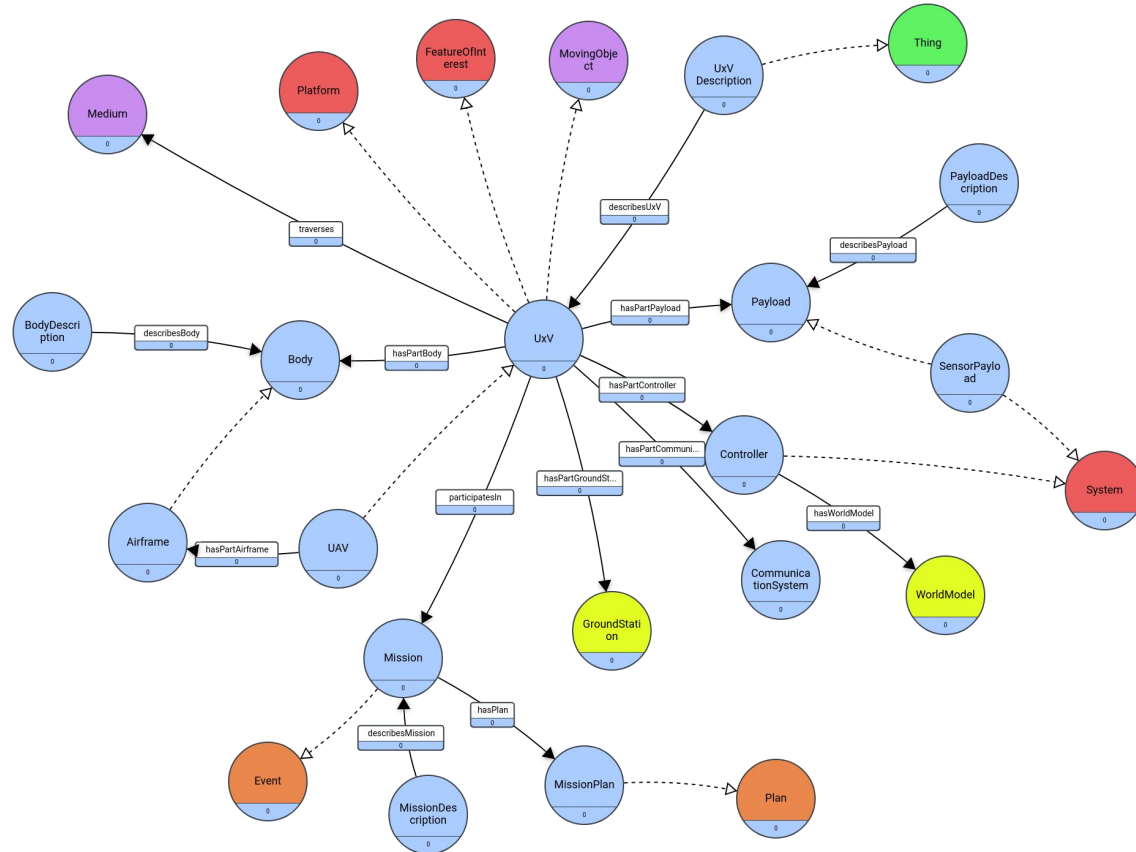 Thing
0
FeatureOfInt
erest
0
MovingObje
ct
0
UxV
Description
0
Platform
0
Medium
0
PayloadDes
cription
0
describesUxV
0
traverses
0
describesPayload
0
Payload
0
hasPartPayload
0
BodyDescri
ption
0
describesBody
0
Body
0
hasPartBody
0
UxV
0
SensorPaylo
ad
0
hasPartController
0
hasPartCommuni...
0
Controller
0
hasPartGroundSt...
0
participatesIn
0
System
0
hasWorldModel
0
Airframe
0
hasPartAirframe
0
UAV
0
Communica
tionSystem
0
WorldModel
0
GroundStati
on
0
Mission
0
hasPlan
0
describesMission
0
Event
0
MissionDes
cription
0
MissionPlan
0
Plan
0